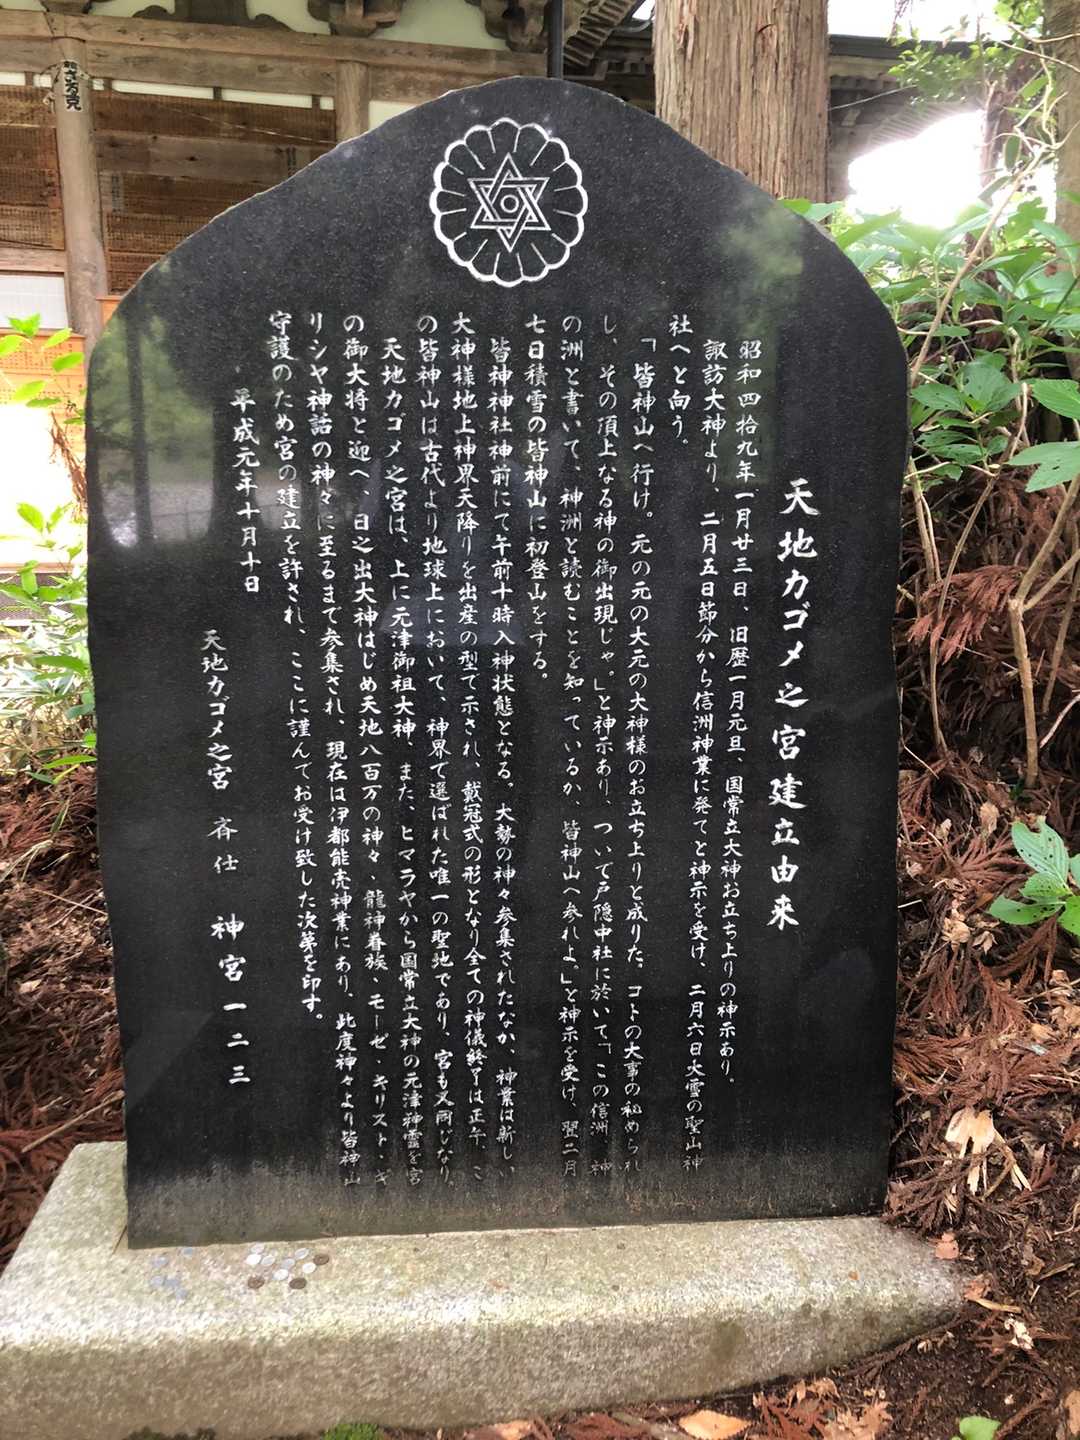 天地カゴメ之宮建立由来
昭和四拾九年一月廿三日、旧歴一月元旦、国常立大神お立ち上りの神示あり。
諏訪大神より、二月五日節分から信洲神業に発てと神示を受け、二月六日大雪の聖山神
社へと向う。
「皆神山へ行け。元の元の大元の大神様のお立ち上りと成りた。コトの大事の秘められ
し、その頂上なる神の御出現じゃ。」と神示あり、ついで戸隠中社に於いて「この信洲、神
の洲と書いて、神洲と読むことを知っているか、皆神山へ参れよ。」と神示を受け、翌二月
七日積雪の皆神山に初登山をする。
皆神神社神前にて午前十時入神状態となる。大勢の神々参集されたなか、神業は新しい
大神様地上神界天降りを出産の型で示され、戴冠式の形となり全ての神儀終了は正午、こ
の皆神山は古代より地球上において、神界で選ばれた唯一の聖地であり、宮も又同じなり。
天地カゴメ之宮は、上に元津御祖大神、また、ヒマラヤから国常立大神の元津神霊を宮
の御大将と迎へ、日之出大神はじめ天地八百万の神々、龍神眷族、モーゼ・キリスト・ギ
リシヤ神話の神々に至るまで参集され、現在は伊都能売神業にあり、此度神々より皆神山
守護のため宮の建立を許され、ここに謹んでお受け致した次第を印す。
平成元年十月十日
天地カゴメ之宮　斉仕　神宮一二三